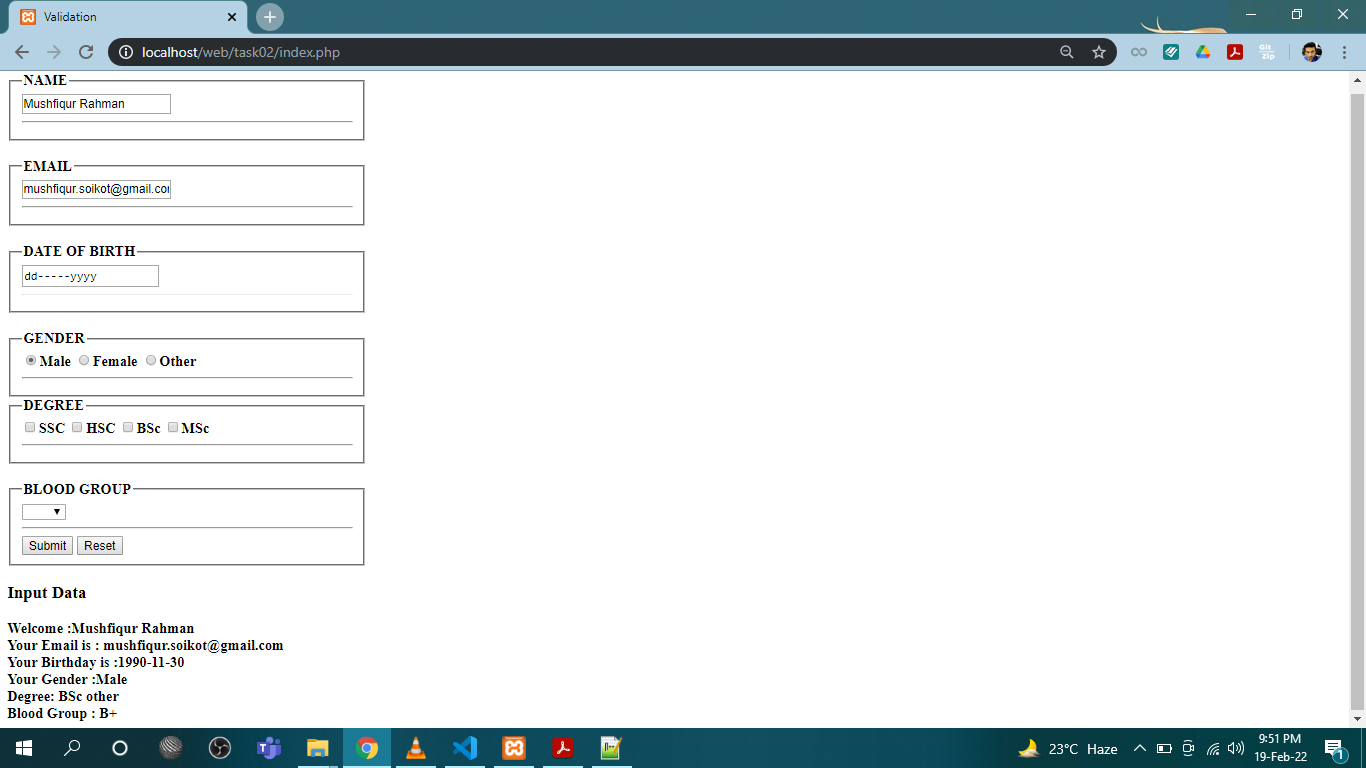 Validation
localhost/web/task02/index.php
Git Zip
NAME
Mushfiqur Rahman
EMAIL
mushfiqur.soikot@gmail.co
DATE OF BIRTH
dd-----yyyy
GENDER
Male Female Other
DEGREE
SSC HSC BSc MSc
BLOOD GROUP
Submit Reset
Input Data
Welcome :Mushfiqur Rahman
Your Email is : mushfiqur.soikot@gmail.com
Your Birthday is :1990-11-30
Your Gender :Male
Degree: BSc other
Blood Group : B+
23°C Haze
9:51 PM
19-Feb-22
1